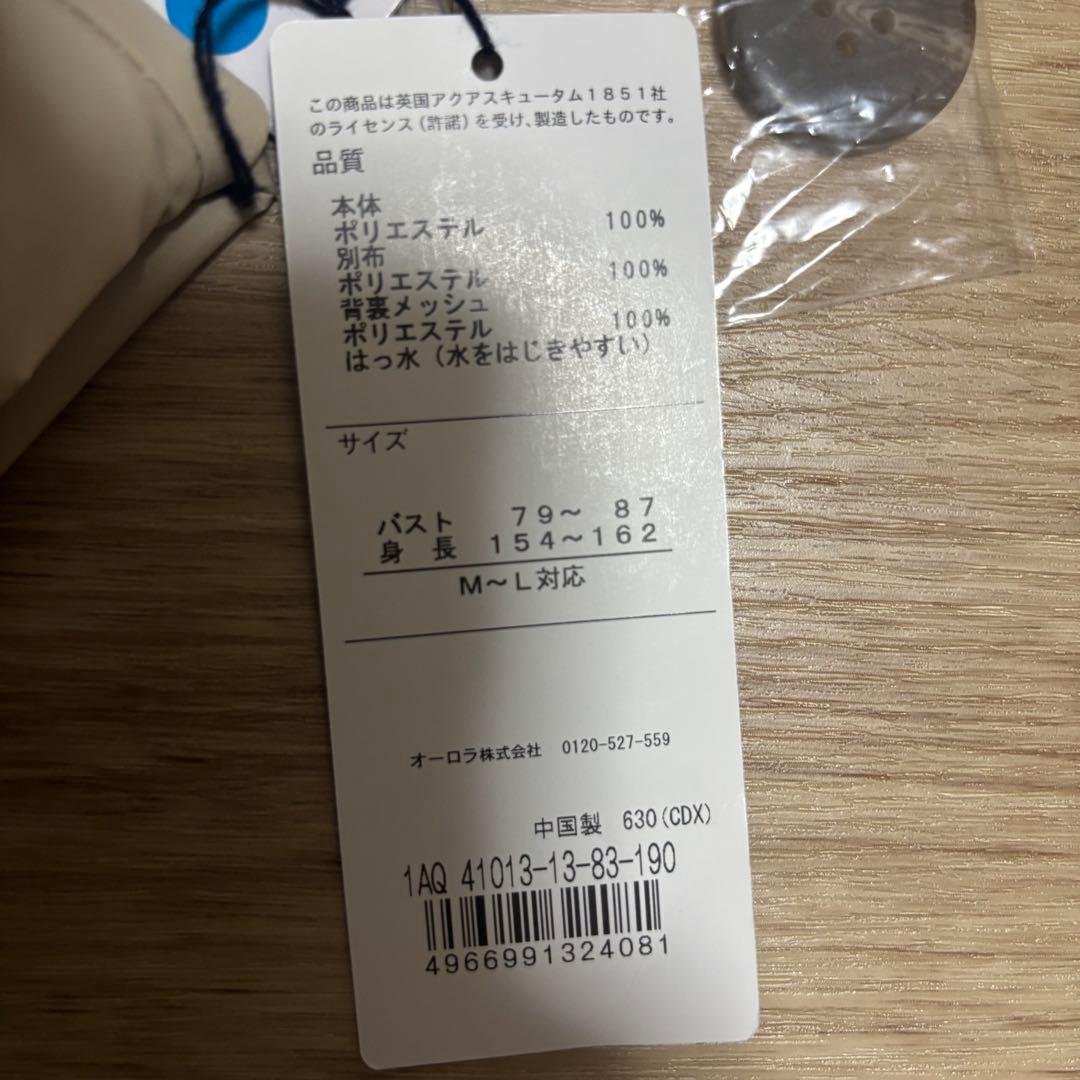 この商品は英国アクアスキュータム1851社
のライセンス(許諾)を受け、製造したものです。
品質
本体
ポリエステル 100%
別布
ポリエステル 100%
背裏メッシュ
ポリエステル 100%
はっ水(水をはじきやすい)
サイズ
バスト 79〜 87
身 長 154〜162
M〜L対応
オーロラ株式会社 0120-527-559
中国製 630(CDX)
1AQ 41013-13-83-190
4966991324081